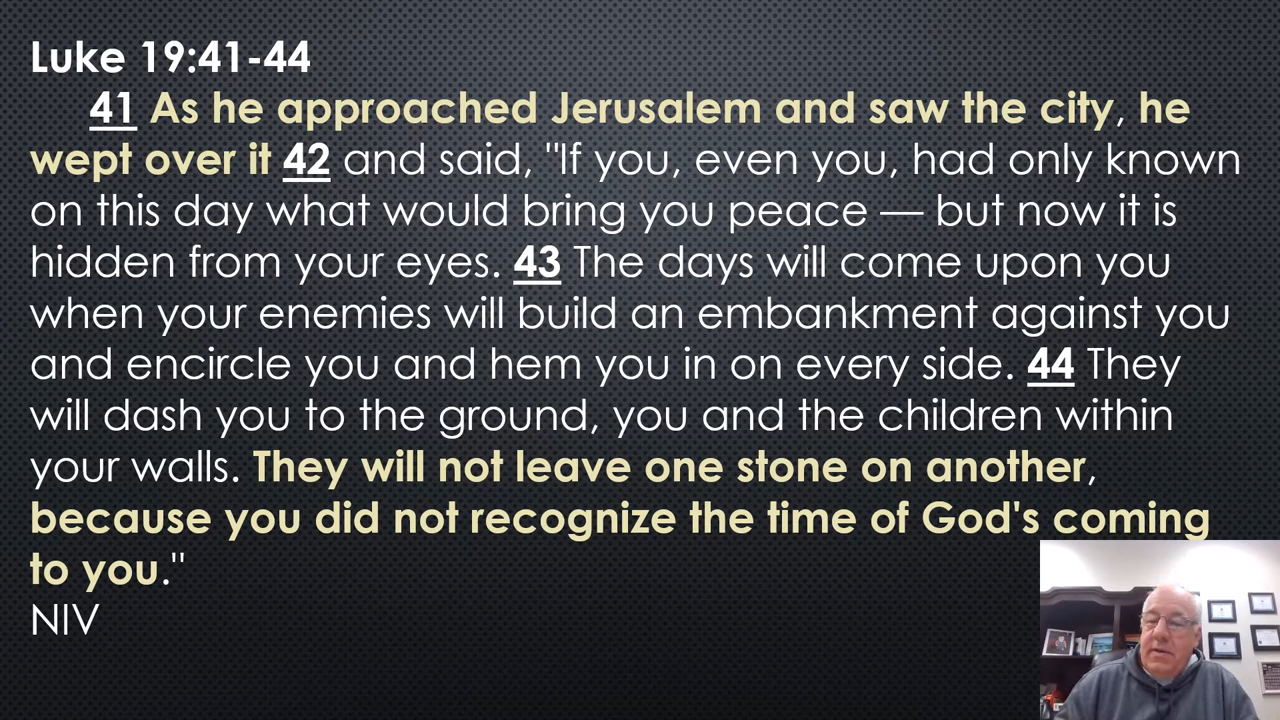 Luke 19:41-44
41 As he approached Jerusalem and saw the city, he
wept over it 42 and said, "If you, even you, had only known
on this day what would bring you peace — but now it is
hidden from your eyes. 43 The days will come upon you
when your enemies will build an embankment against you
and encircle you and hem you in on every side. 44 They
will dash you to the ground, you and the children within
your walls. They will not leave one stone on another,
because you did not recognize the time of God's coming
to you."
NIV